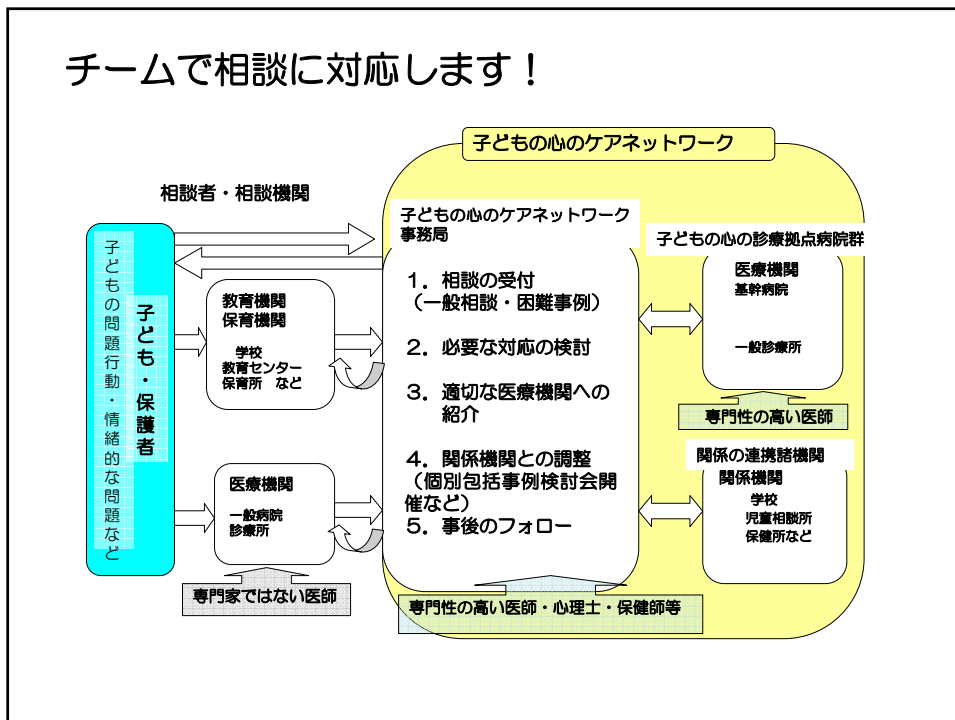 チームで相談に対応します！
子どもの心のケアネットワーク
相談者・相談機関
子どもの問題行動・情緒的な問題など
子ども・保護者
教育機関
保育機関
学校
教育センター
保育所　など
医療機関
一般病院
診療所
専門家ではない医師
子どもの心のケアネットワーク
事務局
１．相談の受付
（一般相談・困難事例）
２．必要な対応の検討
３．適切な医療機関への
紹介
４．関係機関との調整
（個別包括事例検討会開
催など）
５．事後のフォロー
専門性の高い医師・心理士・保健師等
子どもの心の診療拠点病院群
医療機関
基幹病院
一般診療所
専門性の高い医師
関係の連携諸機関
関係機関
学校
児童相談所
保健所など